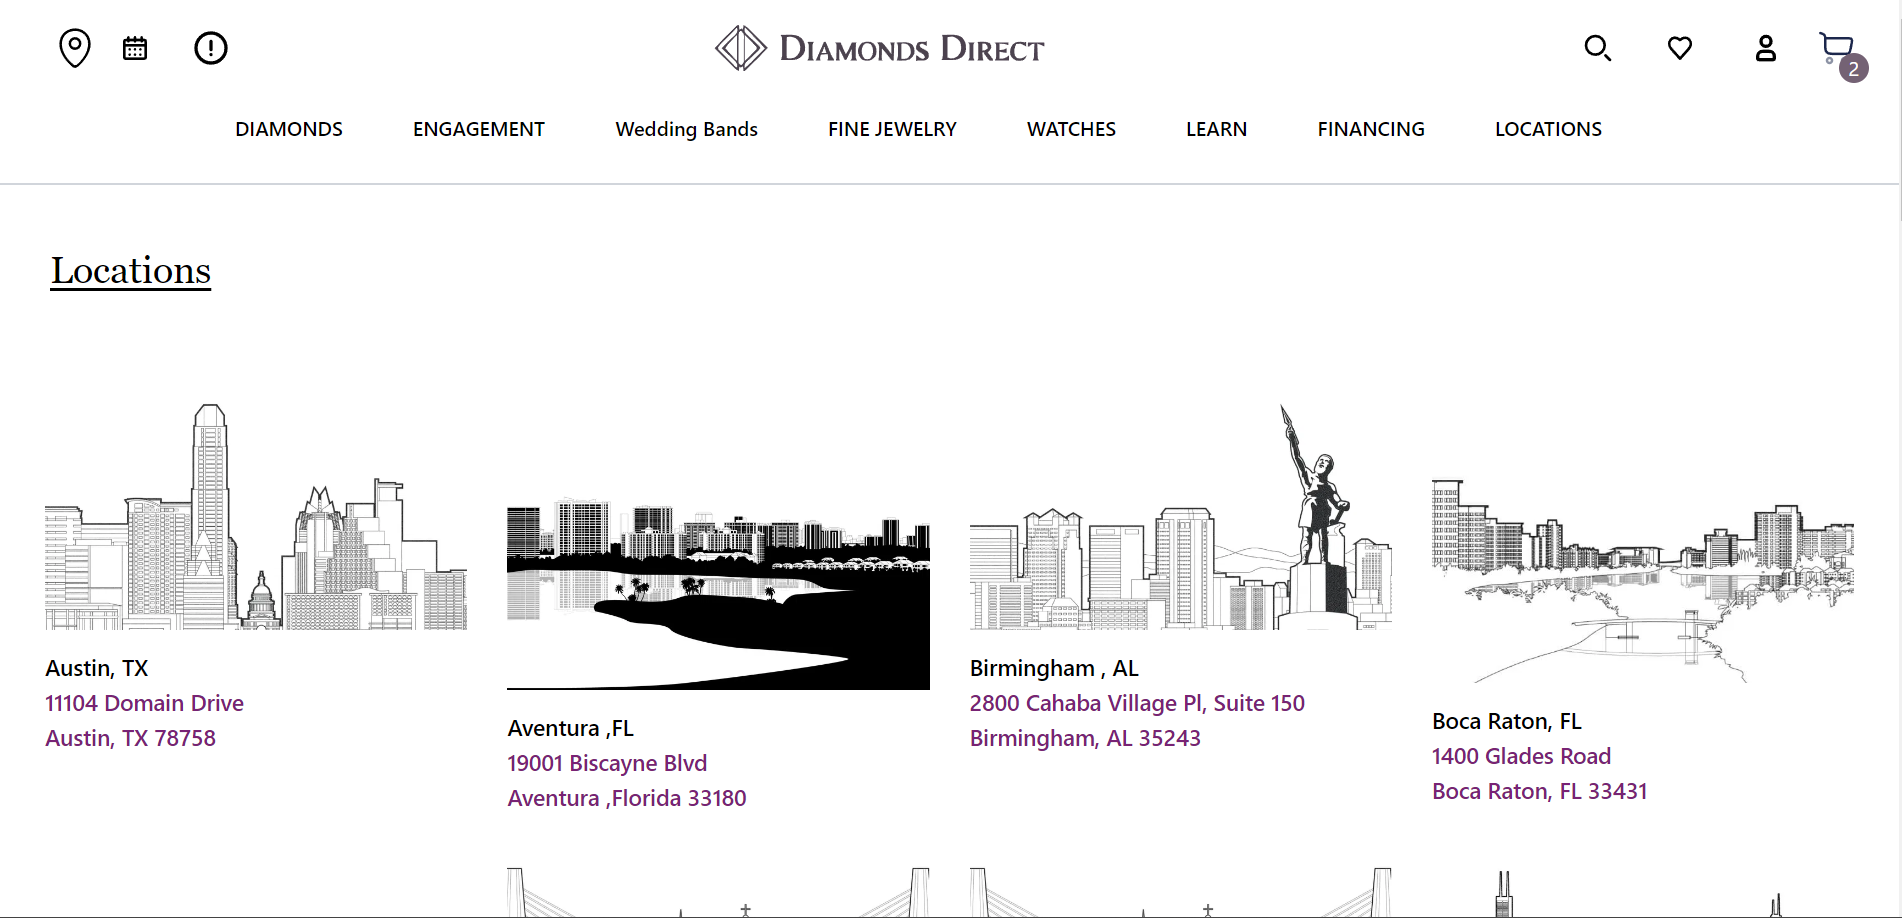 DIAMONDS DIRECT
2
DIAMONDS
ENGAGEMENT
Wedding Bands
FINE JEWELRY
WATCHES
LEARN
FINANCING
LOCATIONS
Locations
Austin, TX
11104 Domain Drive
Austin, TX 78758
Aventura ,FL
19001 Biscayne Blvd
Aventura ,Florida 33180
Birmingham , AL
2800 Cahaba Village Pl, Suite 150
Birmingham, AL 35243
Boca Raton, FL
1400 Glades Road
Boca Raton, FL 33431